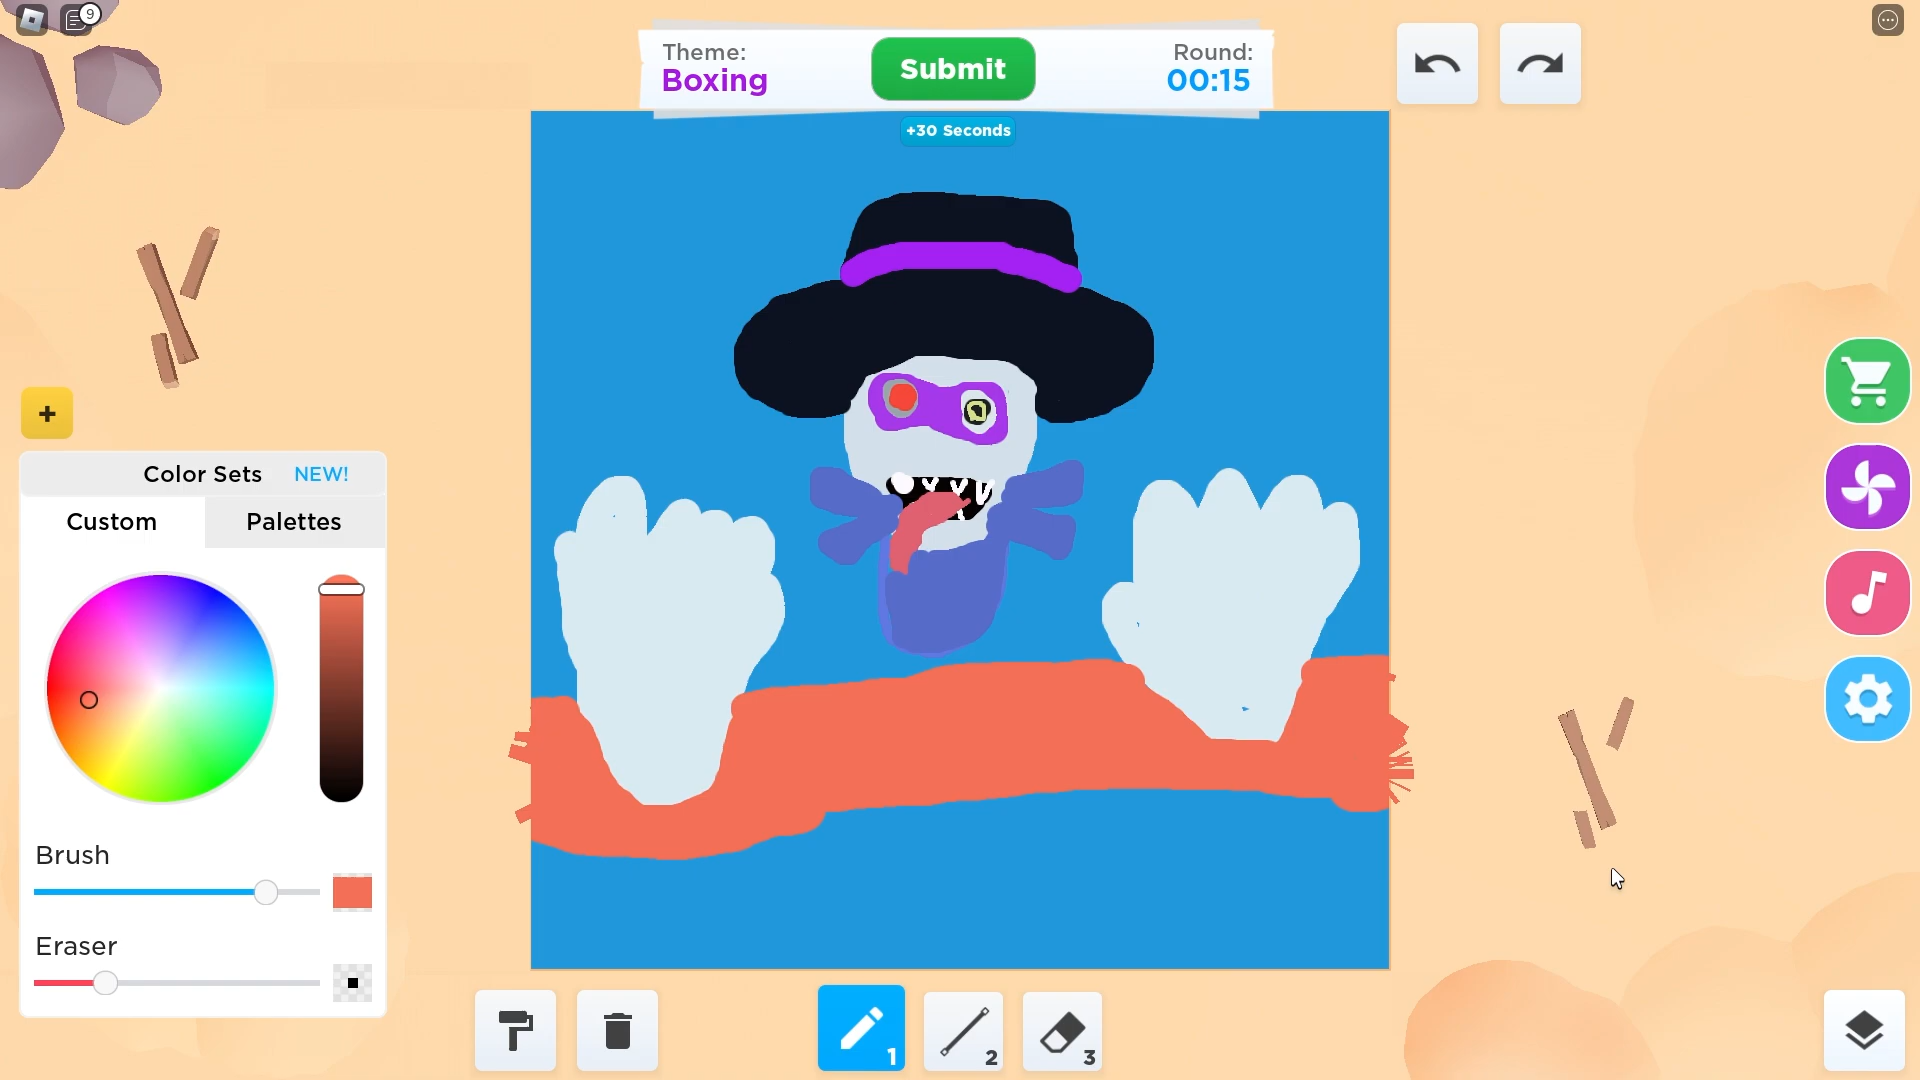 9
Theme:
Boxing
Submit
Round:
00:15
+30 Seconds
+
Color Sets NEW!
Custom Palettes
Brush
Eraser
1
2
3